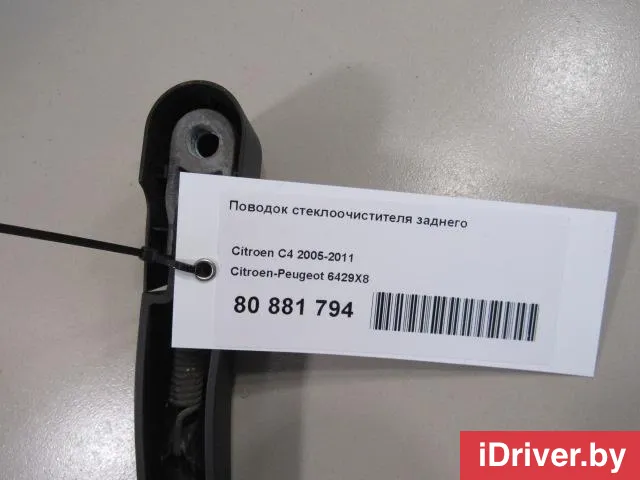 Поводок стеклоочистителя заднего
Citroen C4 2005-2011
Citroen-Peugeot 6429X8
80 881 794
iDriver.by